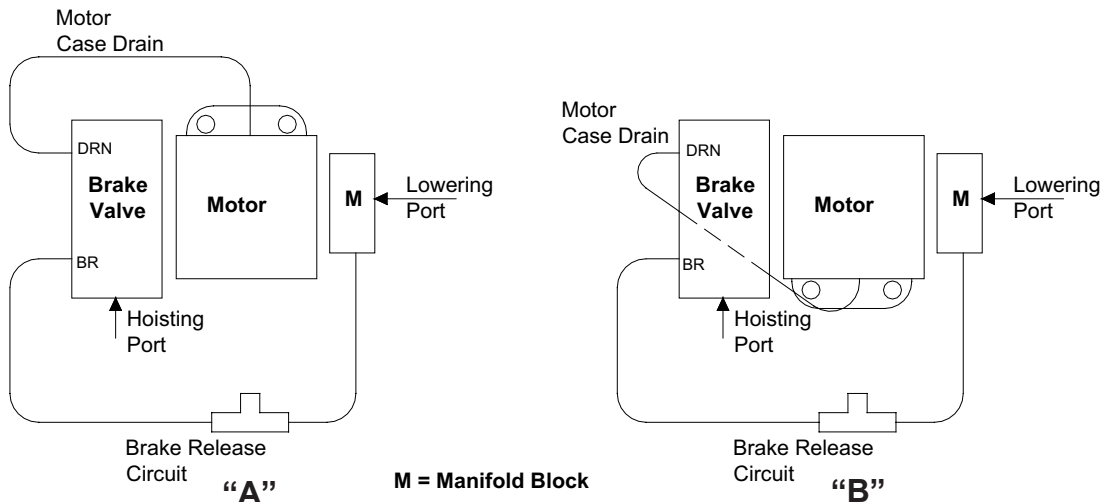 Motor
Case Drain
DRN
Brake
Valve
Motor
M
Lowering
Port
BR
Hoisting
Port
Brake Release
Circuit
“A”
M = Manifold Block
Motor
Case Drain
DRN
Brake
Valve
Motor
M
Lowering
Port
BR
Hoisting
Port
Brake Release
Circuit
“B”